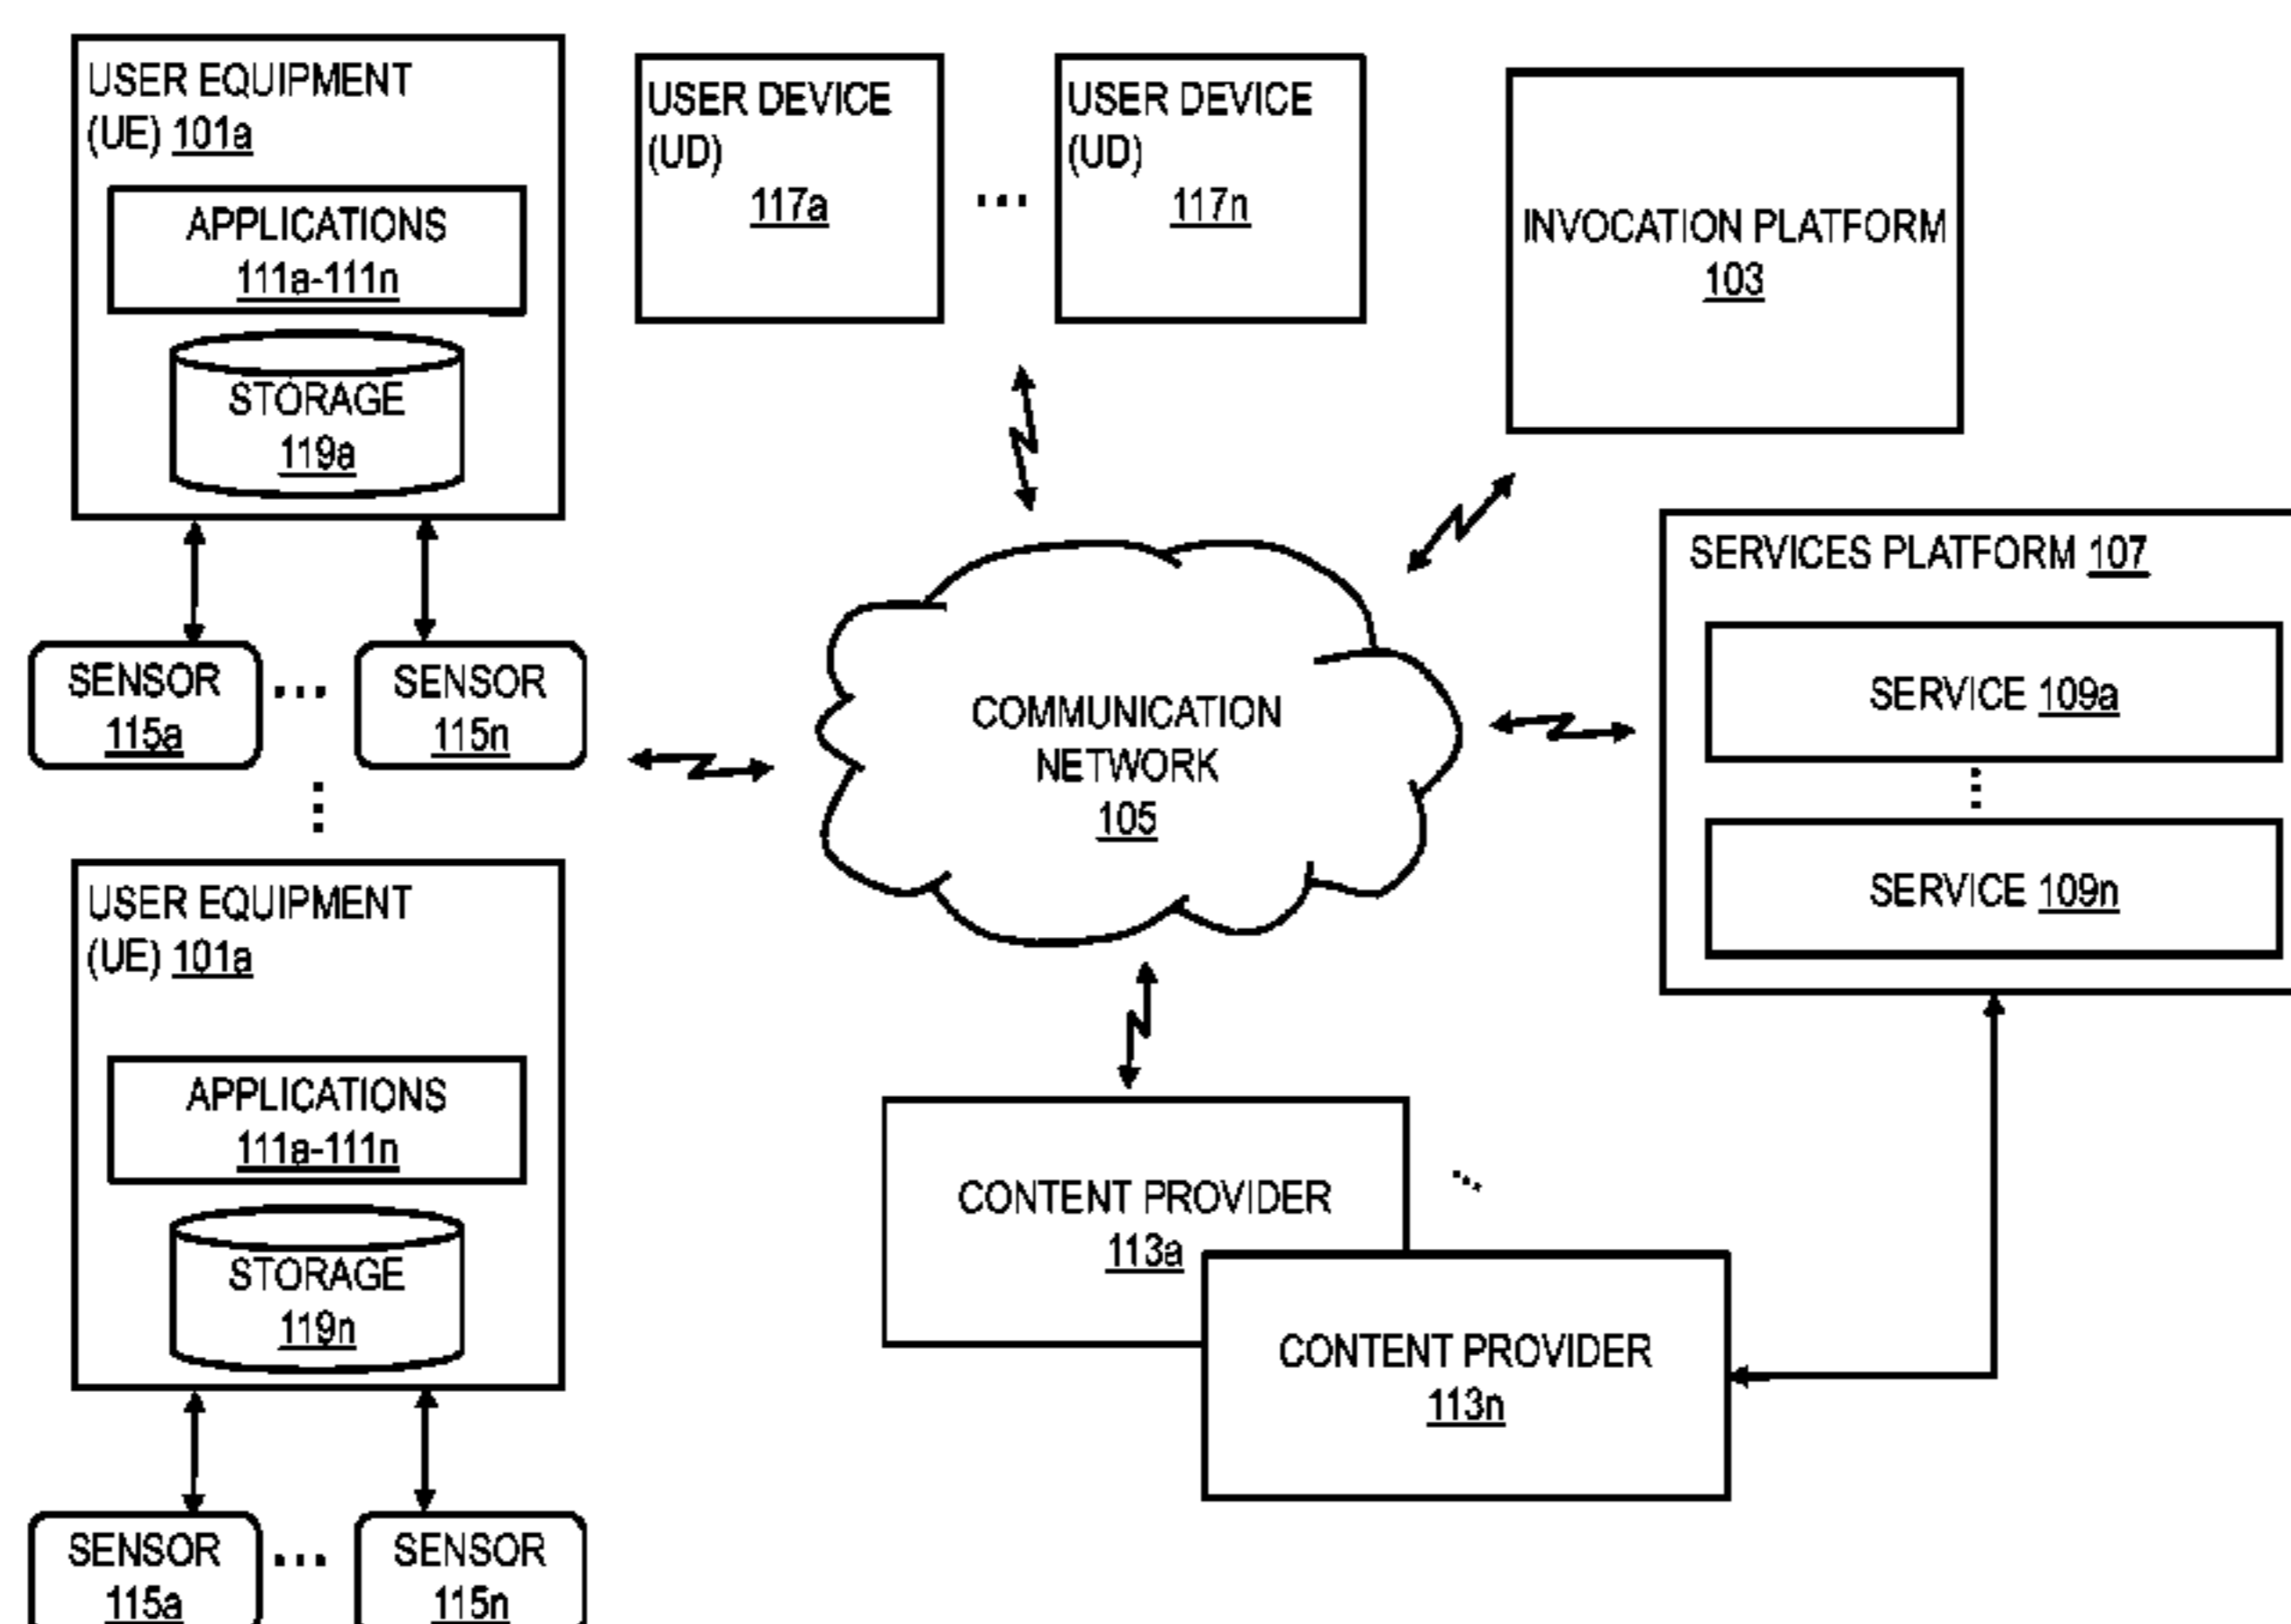 USER EQUIPMENT
(UE) 101a
APPLICATIONS
111a-111n
STORAGE
119a
SENSOR
115a
...
SENSOR
115n
USER DEVICE
(UD)
117a
...
USER DEVICE
(UD)
117n
INVOCATION PLATFORM
103
COMMUNICATION
NETWORK
105
SERVICES PLATFORM 107
SERVICE 109a
SERVICE 109n
USER EQUIPMENT
(UE) 101a
APPLICATIONS
111a-111n
STORAGE
119n
SENSOR
115a
...
SENSOR
115n
CONTENT PROVIDER
113a
CONTENT PROVIDER
113n